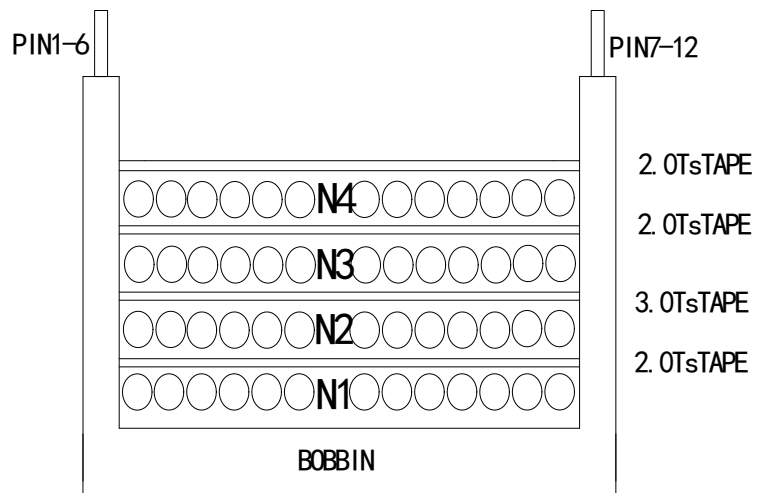 PIN1-6
PIN7-12
2.0TsTAPE
N4
2.0TsTAPE
N3
3.0TsTAPE
N2
2.0TsTAPE
N1
BOBBIN